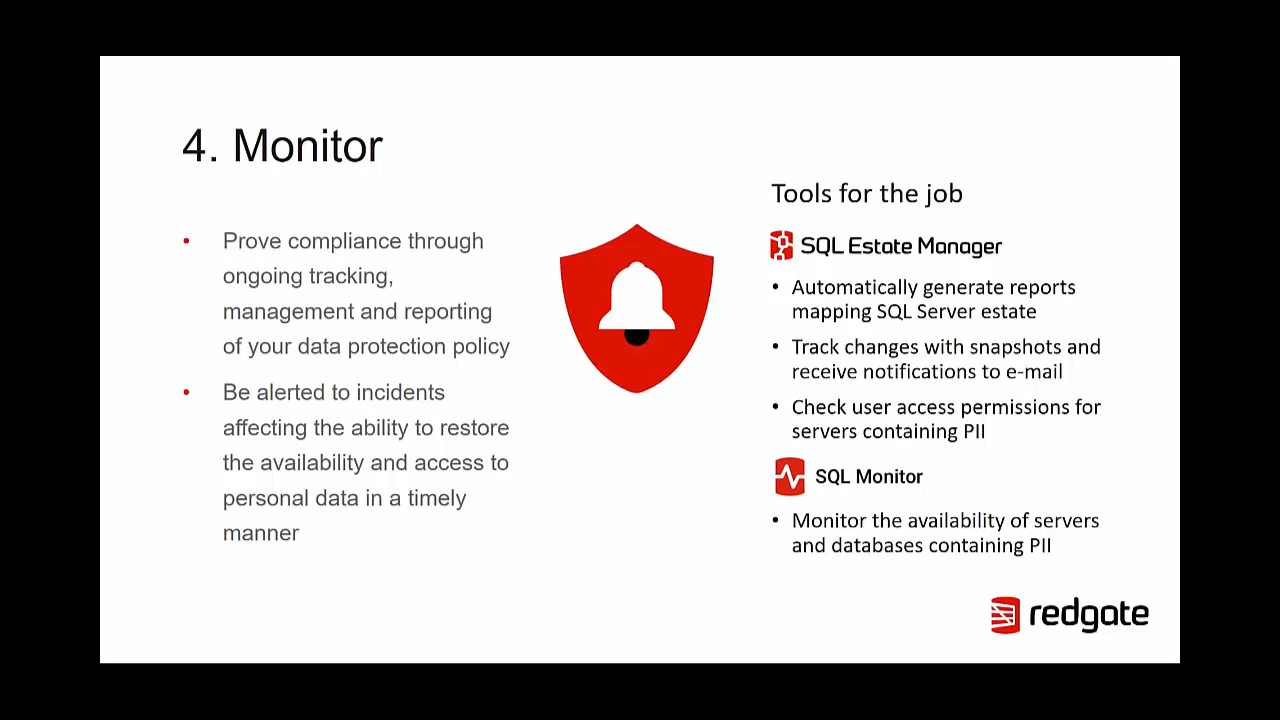 4. Monitor
• Prove compliance through
ongoing tracking,
management and reporting
of your data protection policy
• Be alerted to incidents
affecting the ability to restore
the availability and access to
personal data in a timely
manner
Tools for the job
SQL Estate Manager
• Automatically generate reports
mapping SQL Server estate
• Track changes with snapshots and
receive notifications to e-mail
• Check user access permissions for
servers containing PII
SQL Monitor
• Monitor the availability of servers
and databases containing PII
redgate